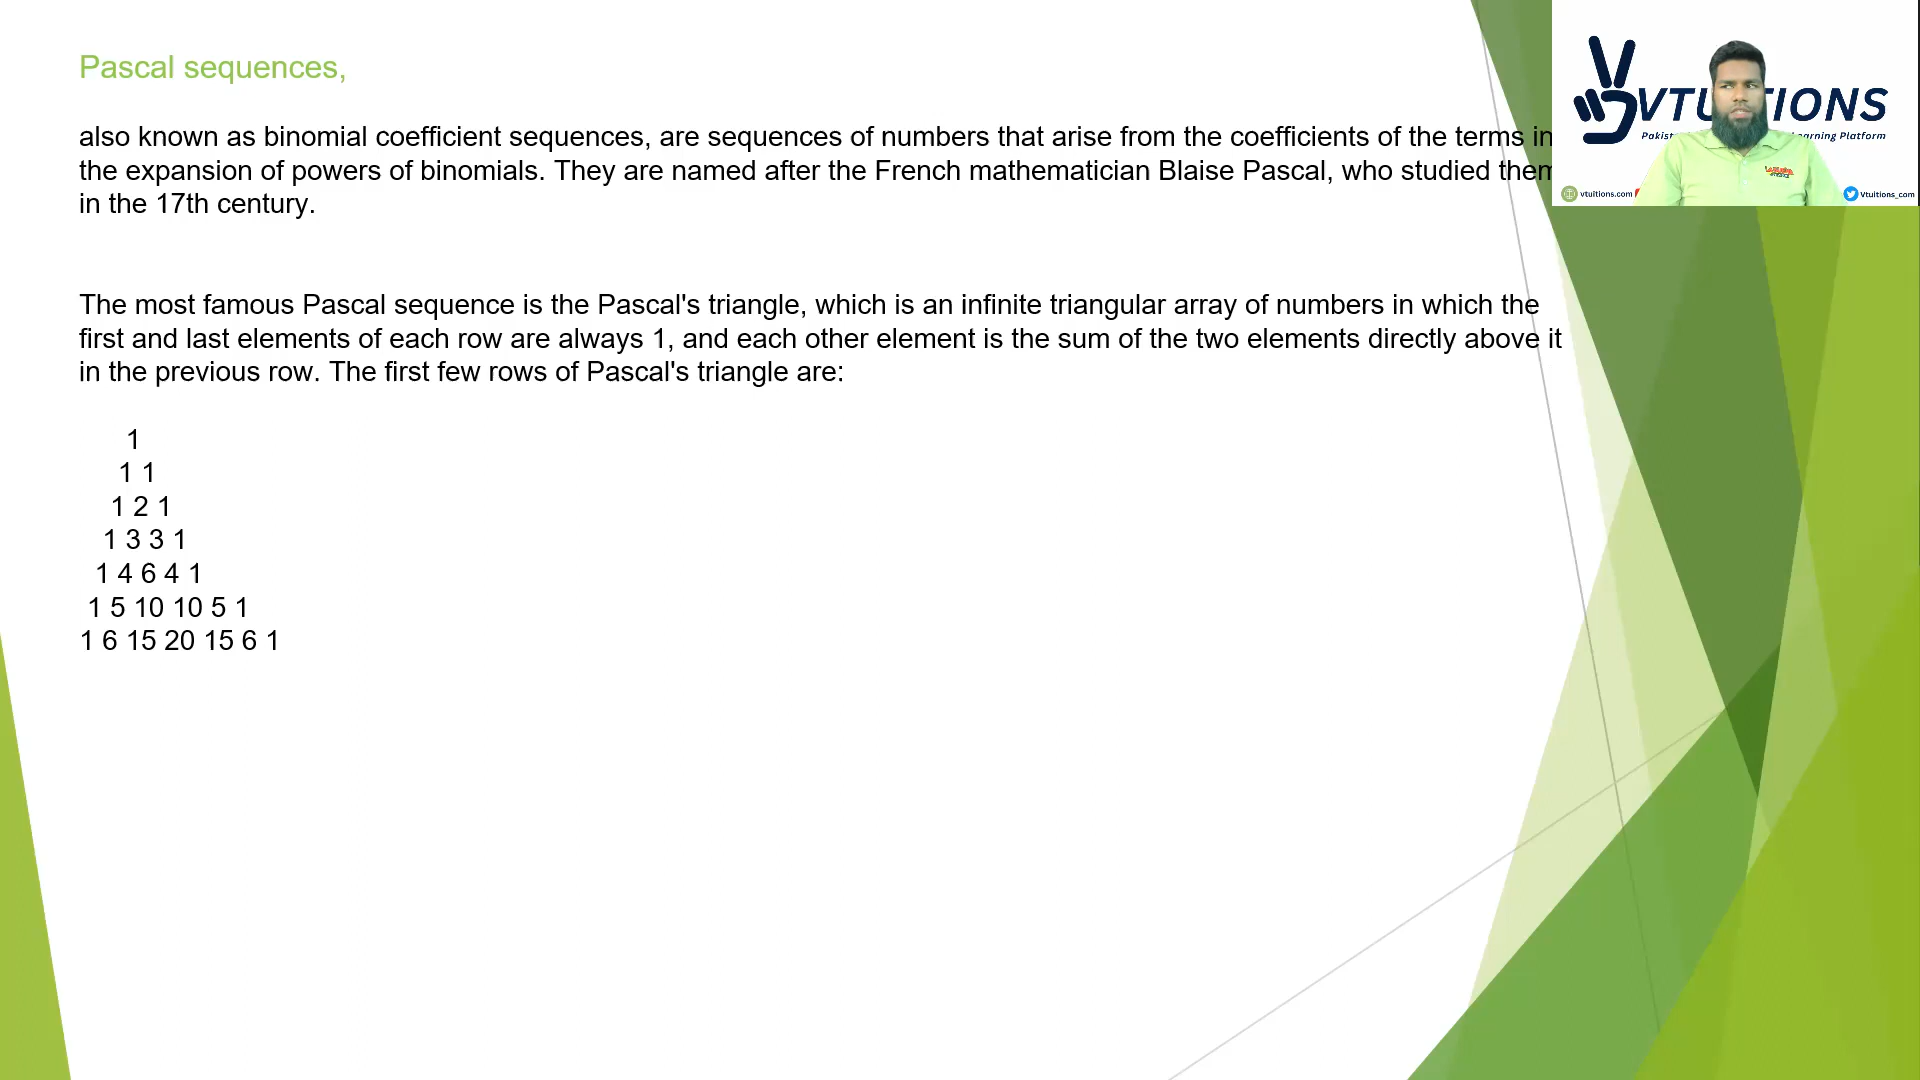 Pascal sequences,
also known as binomial coefficient sequences, are sequences of numbers that arise from the coefficients of the terms in
the expansion of powers of binomials. They are named after the French mathematician Blaise Pascal, who studied them
in the 17th century.
The most famous Pascal sequence is the Pascal's triangle, which is an infinite triangular array of numbers in which the
first and last elements of each row are always 1, and each other element is the sum of the two elements directly above it
in the previous row. The first few rows of Pascal's triangle are:
1
1 1
1 2 1
1 3 3 1
1 4 6 4 1
1 5 10 10 5 1
1 6 15 20 15 6 1
VTU TIONS
Pakist arning Platform
vtuitions.com
Vtuitions_com